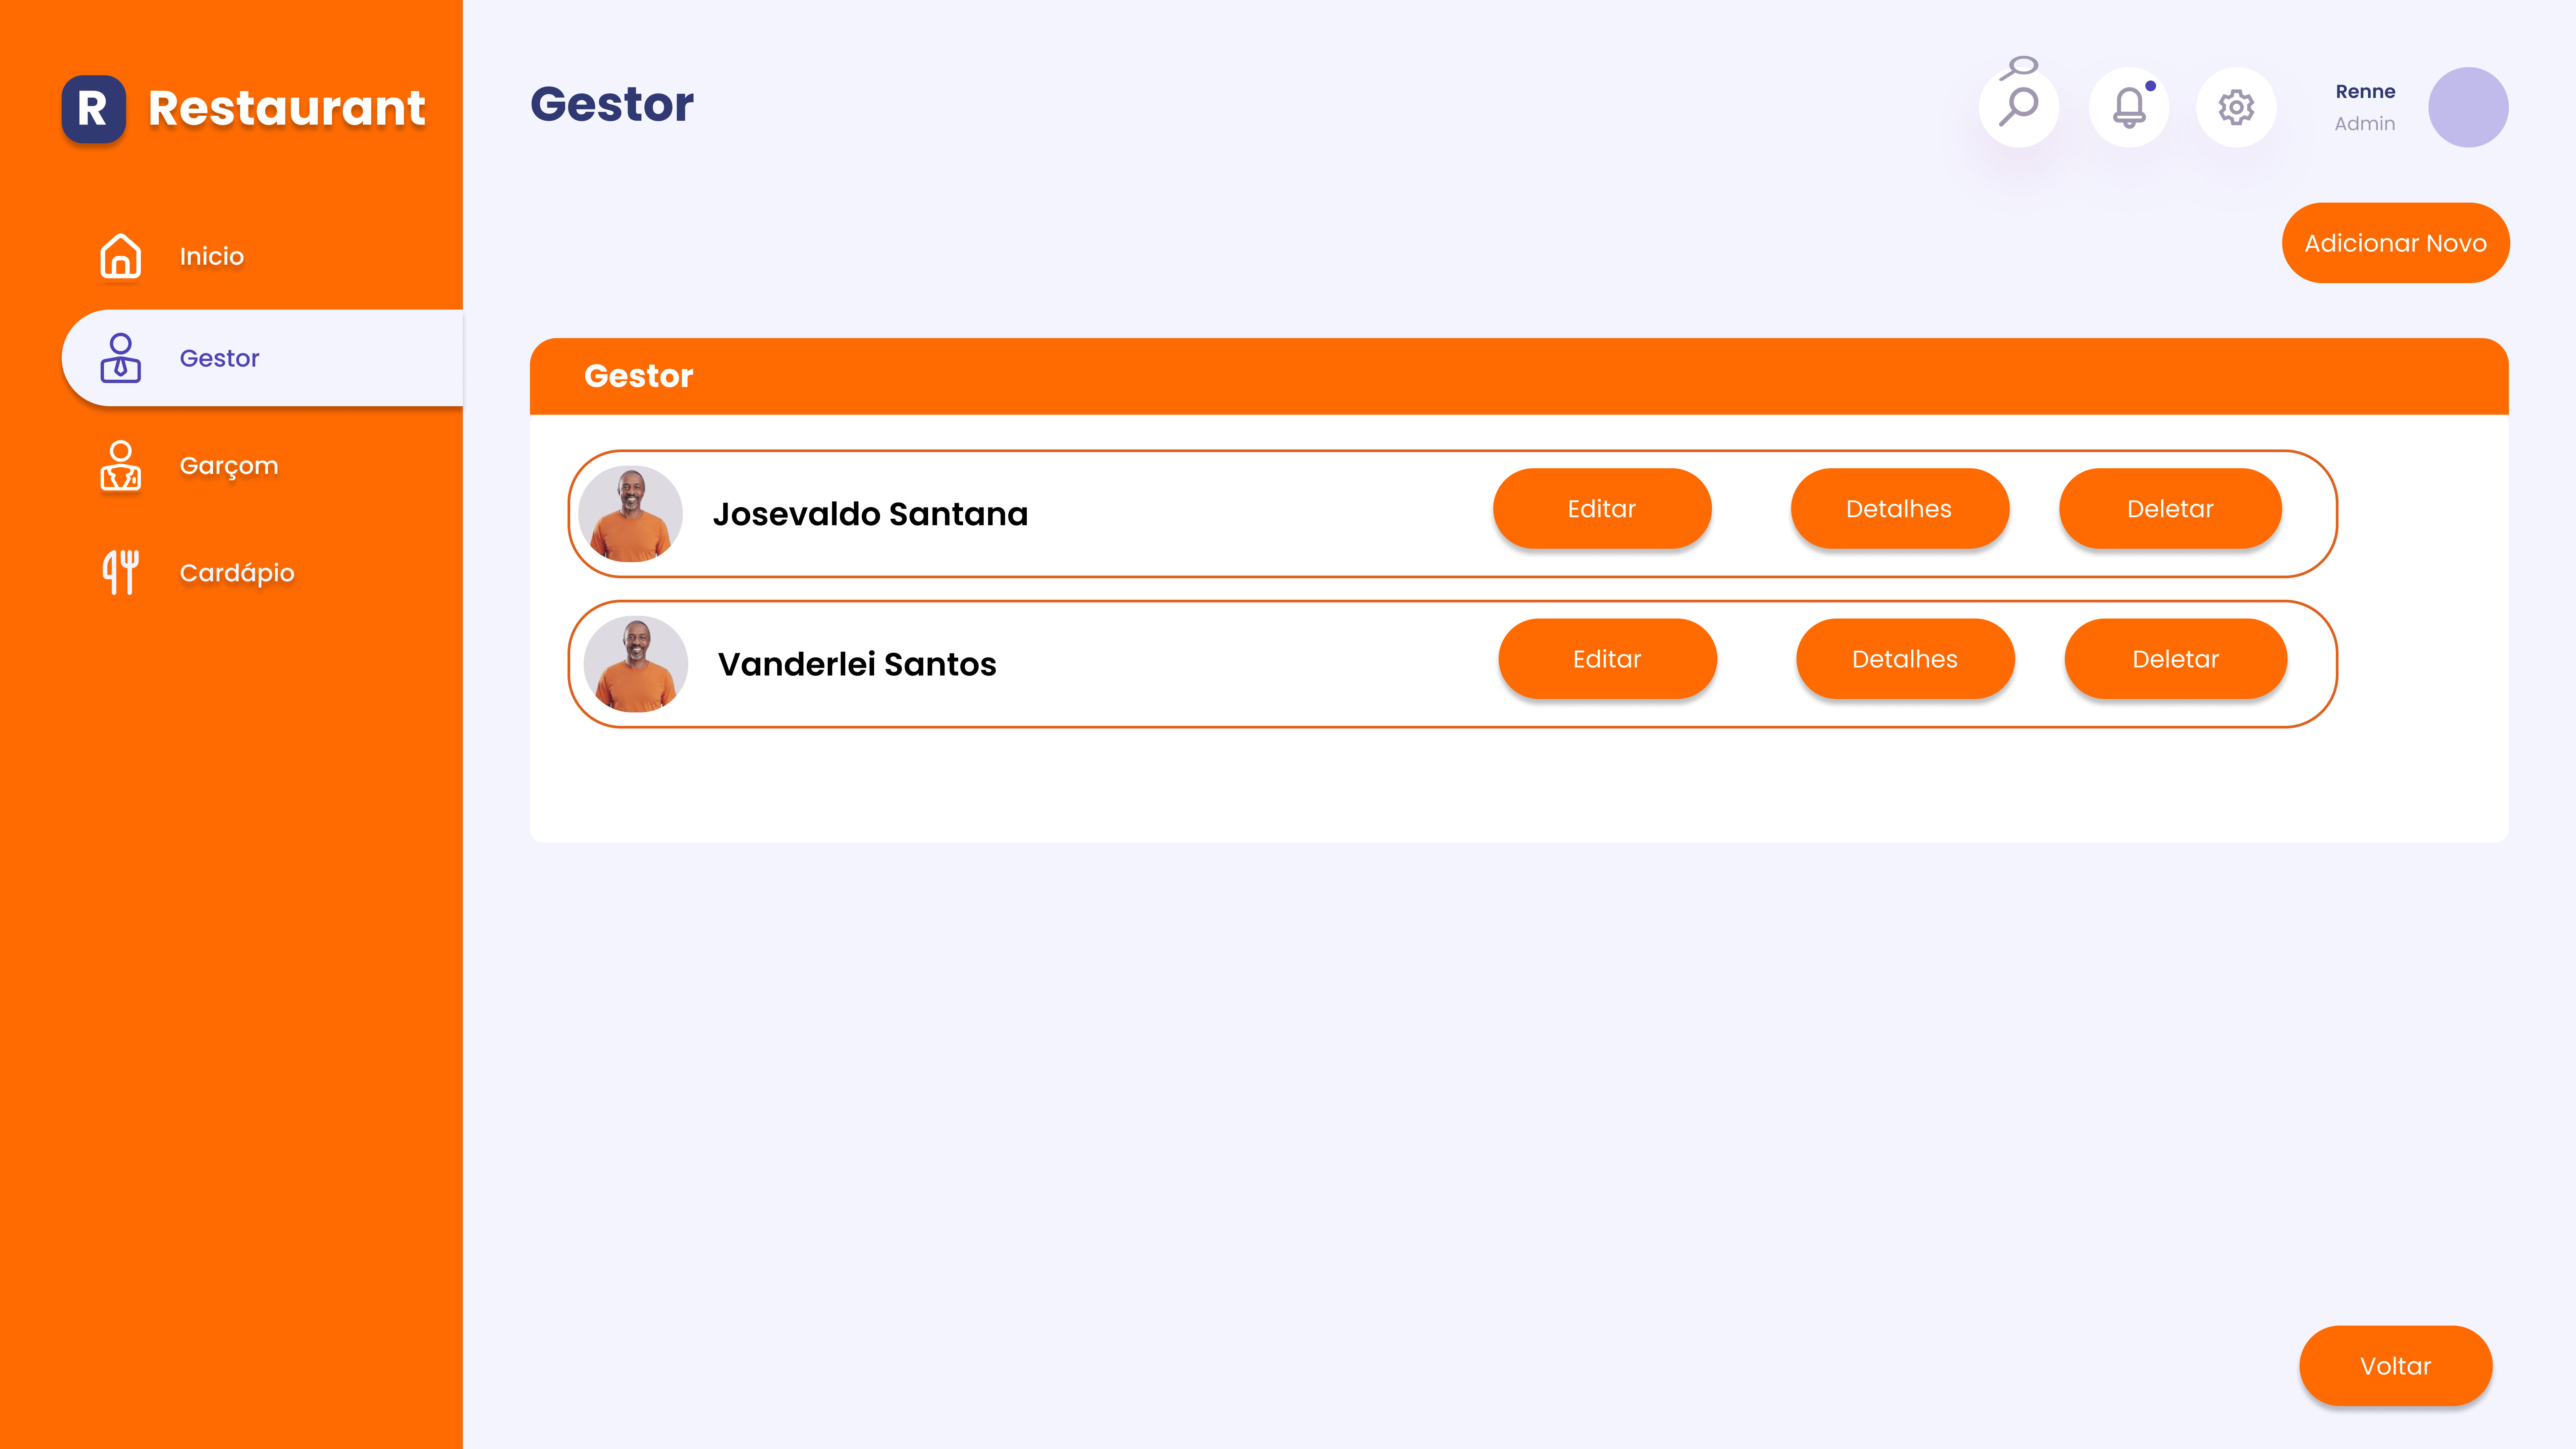 R Restaurant
Gestor
Renne
Admin
Inicio
Adicionar Novo
Gestor
Gestor
Garçom
Josevaldo Santana Editar Detalhes Deletar
Cardápio
Vanderlei Santos Editar Detalhes Deletar
Voltar